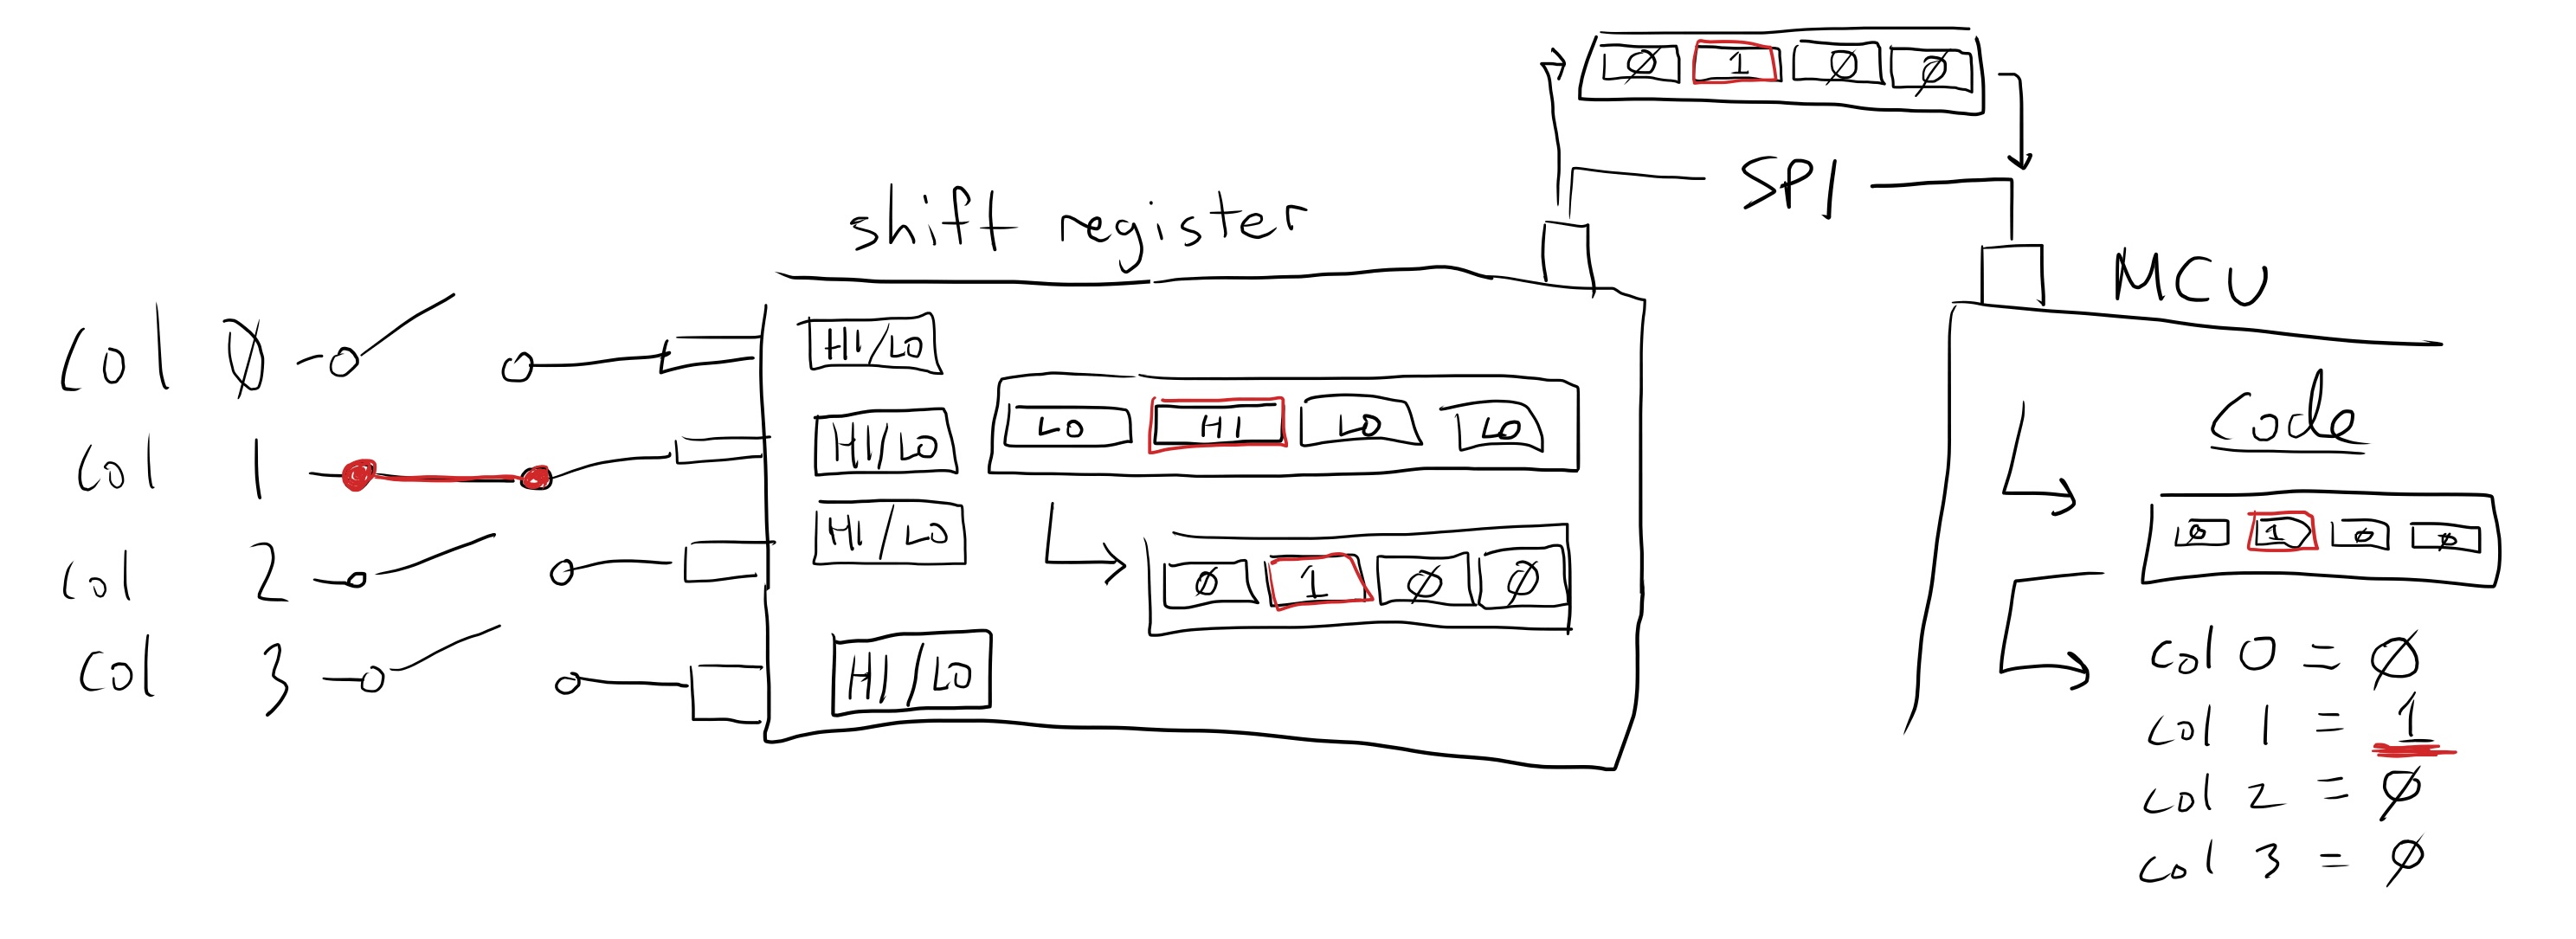 Ø 1 Ø Ø
SPI
shift register
MCU
col Ø
HI/LO
LO HI LO LO
Code
col 1
HI/LO
Ø 1 Ø Ø
col 2
HI/LO
Ø 1 Ø Ø
col 3
HI/LO
col 0 = Ø
col 1 = 1
col 2 = Ø
col 3 = Ø